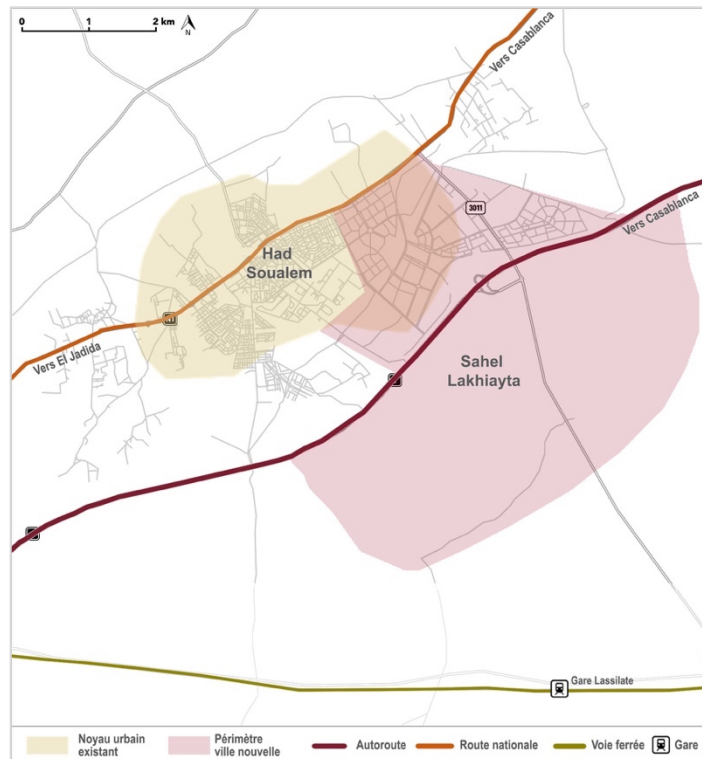 0 1 2 km
N
Vers Casablanca
3011
Vers Casablanca
Had
Soualem
Vers El Jadida
Sahel
Lakhiayta
Gare Lassilate
Noyau urbain
existant
Périmètre
ville nouvelle
Autoroute
Route nationale
Voie ferrée
Gare